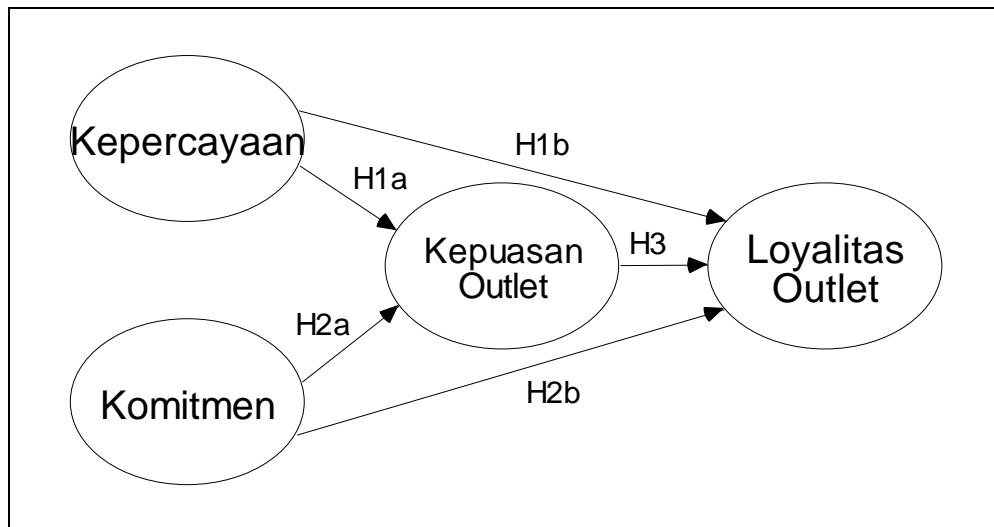 Kepercayaan
H1b
H1a
Kepuasan
Outlet
H3
Loyalitas
Outlet
H2a
Komitmen
H2b